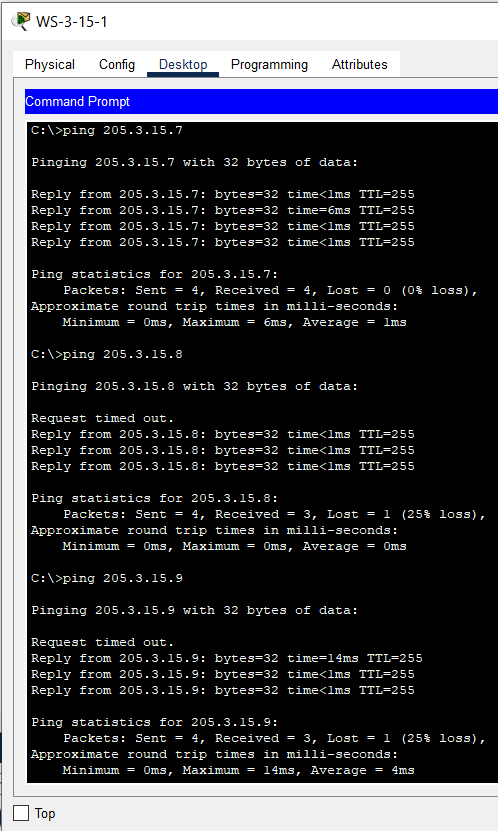 WS-3-15-1
Physical Config Desktop Programming Attributes
Command Prompt
C:\>ping 205.3.15.7
Pinging 205.3.15.7 with 32 bytes of data:
Reply from 205.3.15.7: bytes=32 time<1ms TTL=255
Reply from 205.3.15.7: bytes=32 time=6ms TTL=255
Reply from 205.3.15.7: bytes=32 time<1ms TTL=255
Reply from 205.3.15.7: bytes=32 time<1ms TTL=255
Ping statistics for 205.3.15.7:
Packets: Sent = 4, Received = 4, Lost = 0 (0% loss),
Approximate round trip times in milli-seconds:
Minimum = 0ms, Maximum = 6ms, Average = 1ms
C:\>ping 205.3.15.8
Pinging 205.3.15.8 with 32 bytes of data:
Request timed out.
Reply from 205.3.15.8: bytes=32 time<1ms TTL=255
Reply from 205.3.15.8: bytes=32 time<1ms TTL=255
Reply from 205.3.15.8: bytes=32 time<1ms TTL=255
Ping statistics for 205.3.15.8:
Packets: Sent = 4, Received = 3, Lost = 1 (25% loss),
Approximate round trip times in milli-seconds:
Minimum = 0ms, Maximum = 0ms, Average = 0ms
C:\>ping 205.3.15.9
Pinging 205.3.15.9 with 32 bytes of data:
Request timed out.
Reply from 205.3.15.9: bytes=32 time=14ms TTL=255
Reply from 205.3.15.9: bytes=32 time<1ms TTL=255
Reply from 205.3.15.9: bytes=32 time<1ms TTL=255
Ping statistics for 205.3.15.9:
Packets: Sent = 4, Received = 3, Lost = 1 (25% loss),
Approximate round trip times in milli-seconds:
Minimum = 0ms, Maximum = 14ms, Average = 4ms
Top